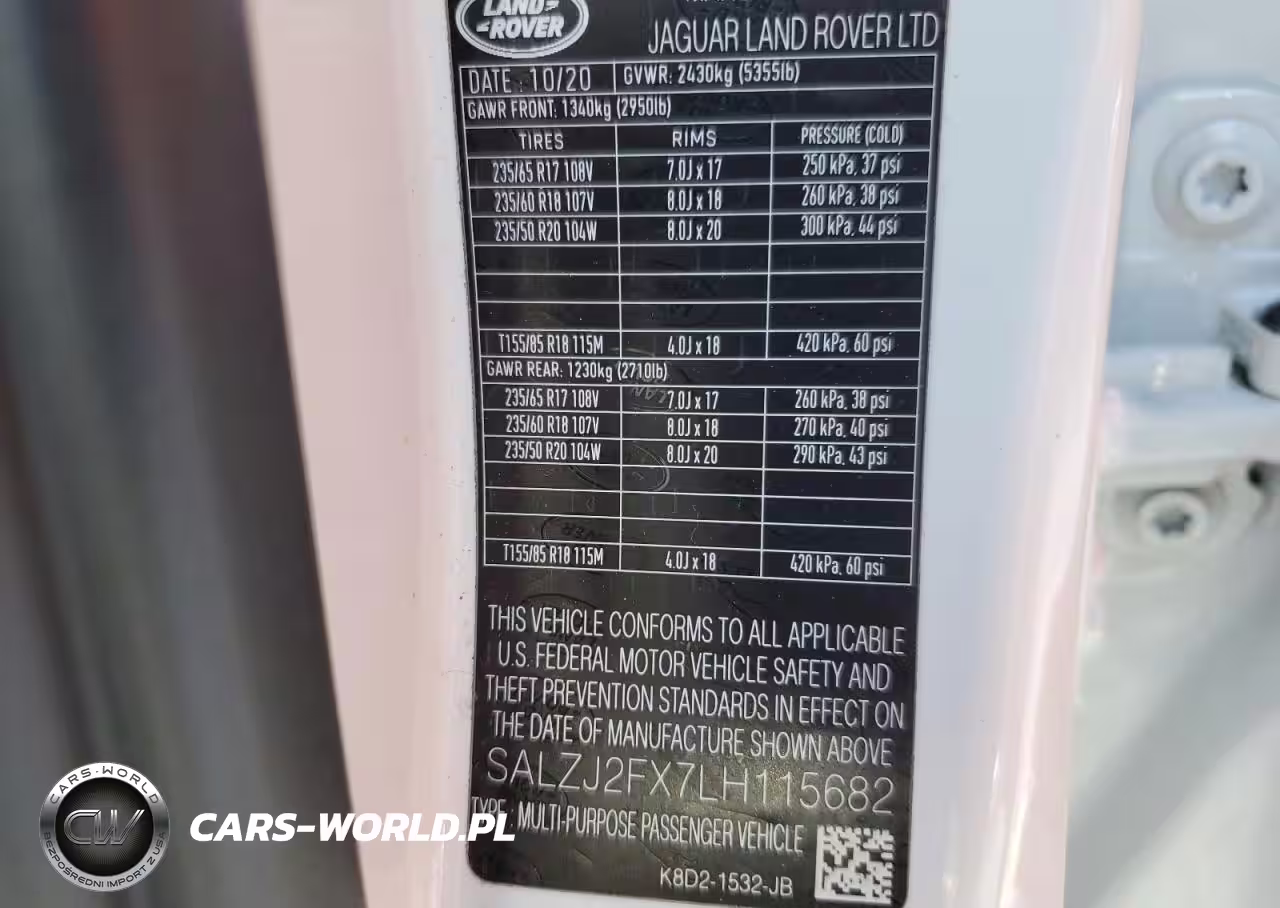 LAND-
-ROVER
JAGUAR LAND ROVER LTD
DATE : 10/20 GVWR: 2430kg (5355lb)
GAWR FRONT: 1340kg (2950lb)
TIRES RIMS PRESSURE (COLD)
235/65 R17 108V 7.0J x 17 250 kPa, 37 psi
235/60 R18 107V 8.0J x 18 260 kPa, 38 psi
235/50 R20 104W 8.0J x 20 300 kPa, 44 psi
T155/85 R18 115M 4.0J x 18 420 kPa, 60 psi
GAWR REAR: 1230kg (2710lb)
235/65 R17 108V 7.0J x 17 260 kPa, 38 psi
235/60 R18 107V 8.0J x 18 270 kPa, 40 psi
235/50 R20 104W 8.0J x 20 290 kPa, 43 psi
T155/85 R18 115M 4.0J x 18 420 kPa, 60 psi
THIS VEHICLE CONFORMS TO ALL APPLICABLE
U.S. FEDERAL MOTOR VEHICLE SAFETY AND
THEFT PREVENTION STANDARDS IN EFFECT ON
THE DATE OF MANUFACTURE SHOWN ABOVE
SALZJ2FX7LH115682
TYPE : MULTI-PURPOSE PASSENGER VEHICLE
K8D2-1532-JB
CARS-WORLD
CW
BEZPOŚREDNI IMPORT Z USA
CARS-WORLD.PL